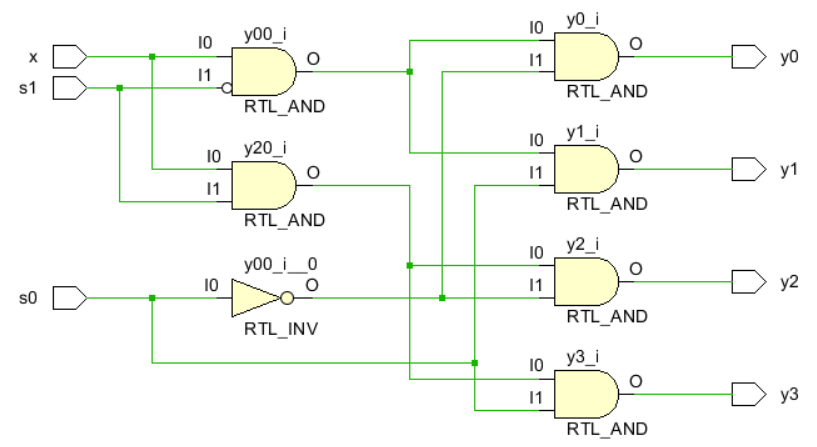 y00_i
y0_i
x
I0
O
I0
O
y0
s1
I1
I1
RTL_AND
RTL_AND
y20_i
y1_i
I0
O
I0
O
y1
I1
I1
RTL_AND
RTL_AND
y00_i__0
y2_i
s0
I0
O
I0
O
y2
I1
RTL_INV
RTL_AND
y3_i
I0
O
y3
I1
RTL_AND